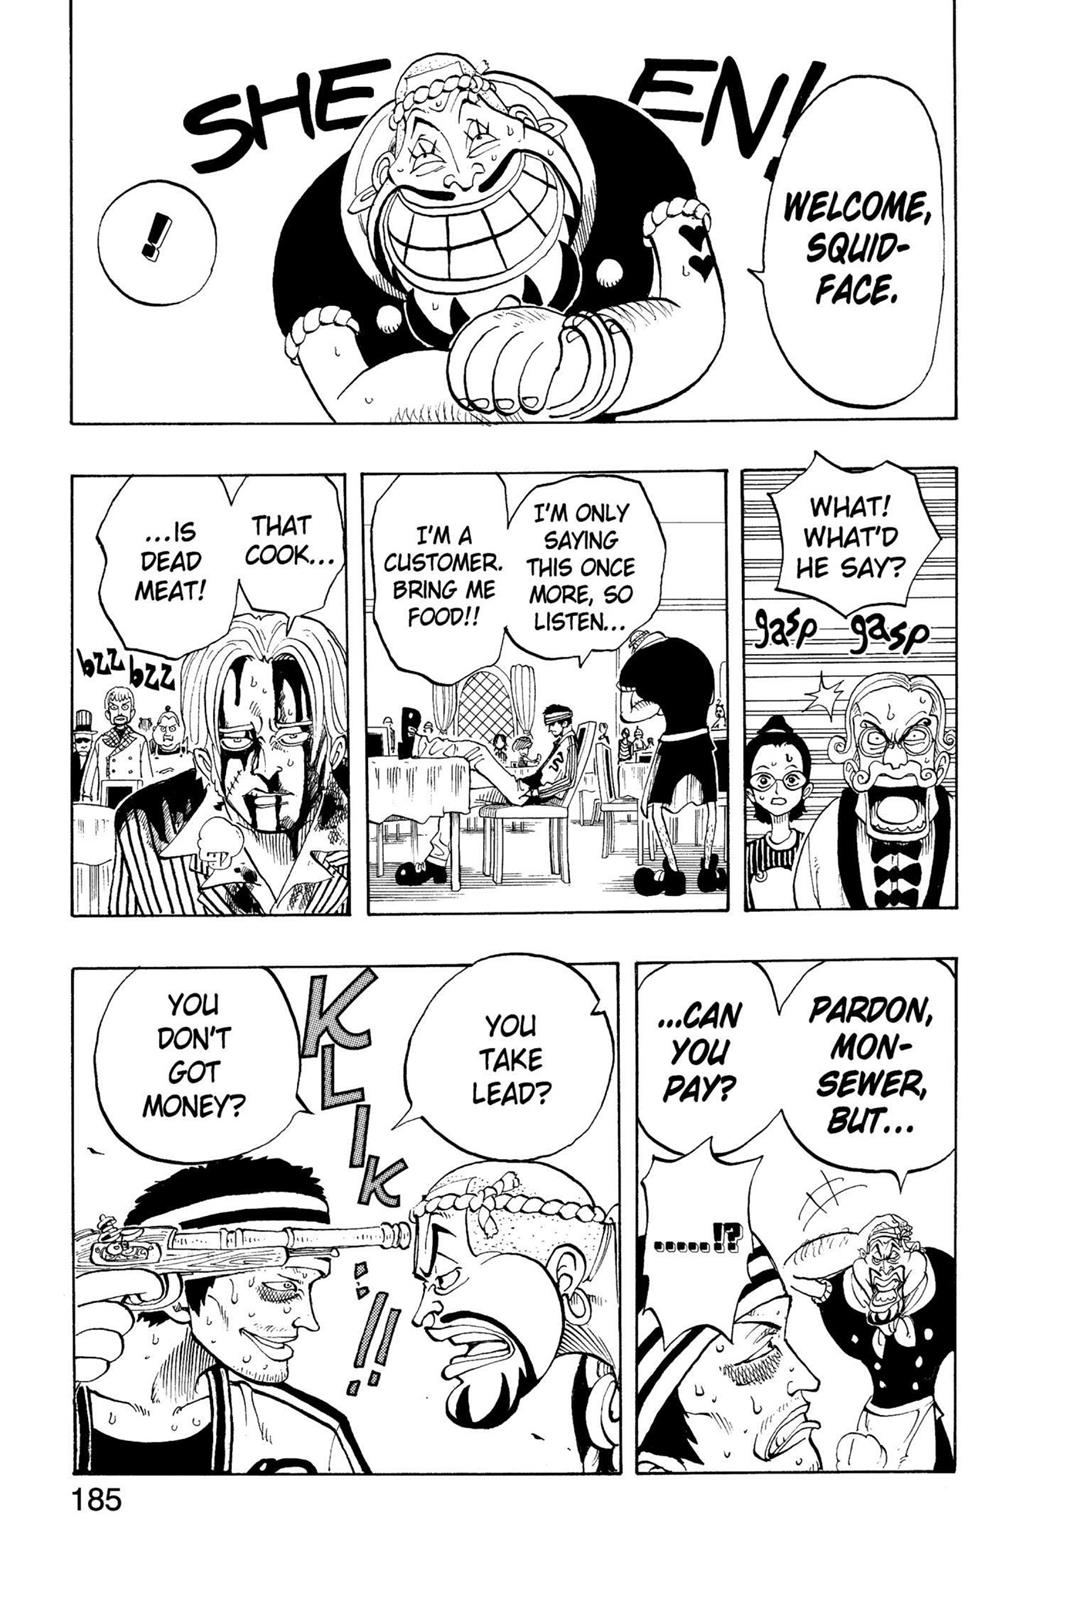 SHE EN!
WELCOME,
SQUID-
FACE.
!
WHAT!
WHAT'D
HE SAY?
gasp gasp
I'M ONLY
SAYING
THIS ONCE
MORE, SO
LISTEN...
I'M A
CUSTOMER.
BRING ME
FOOD!!
THAT
COOK...
...IS
DEAD
MEAT!
bzz bzz
PARDON,
MON-
SEWER,
BUT...
...CAN
YOU
PAY?
......!?
YOU
TAKE
LEAD?
KLIK
YOU
DON'T
GOT
MONEY?
...!!
185